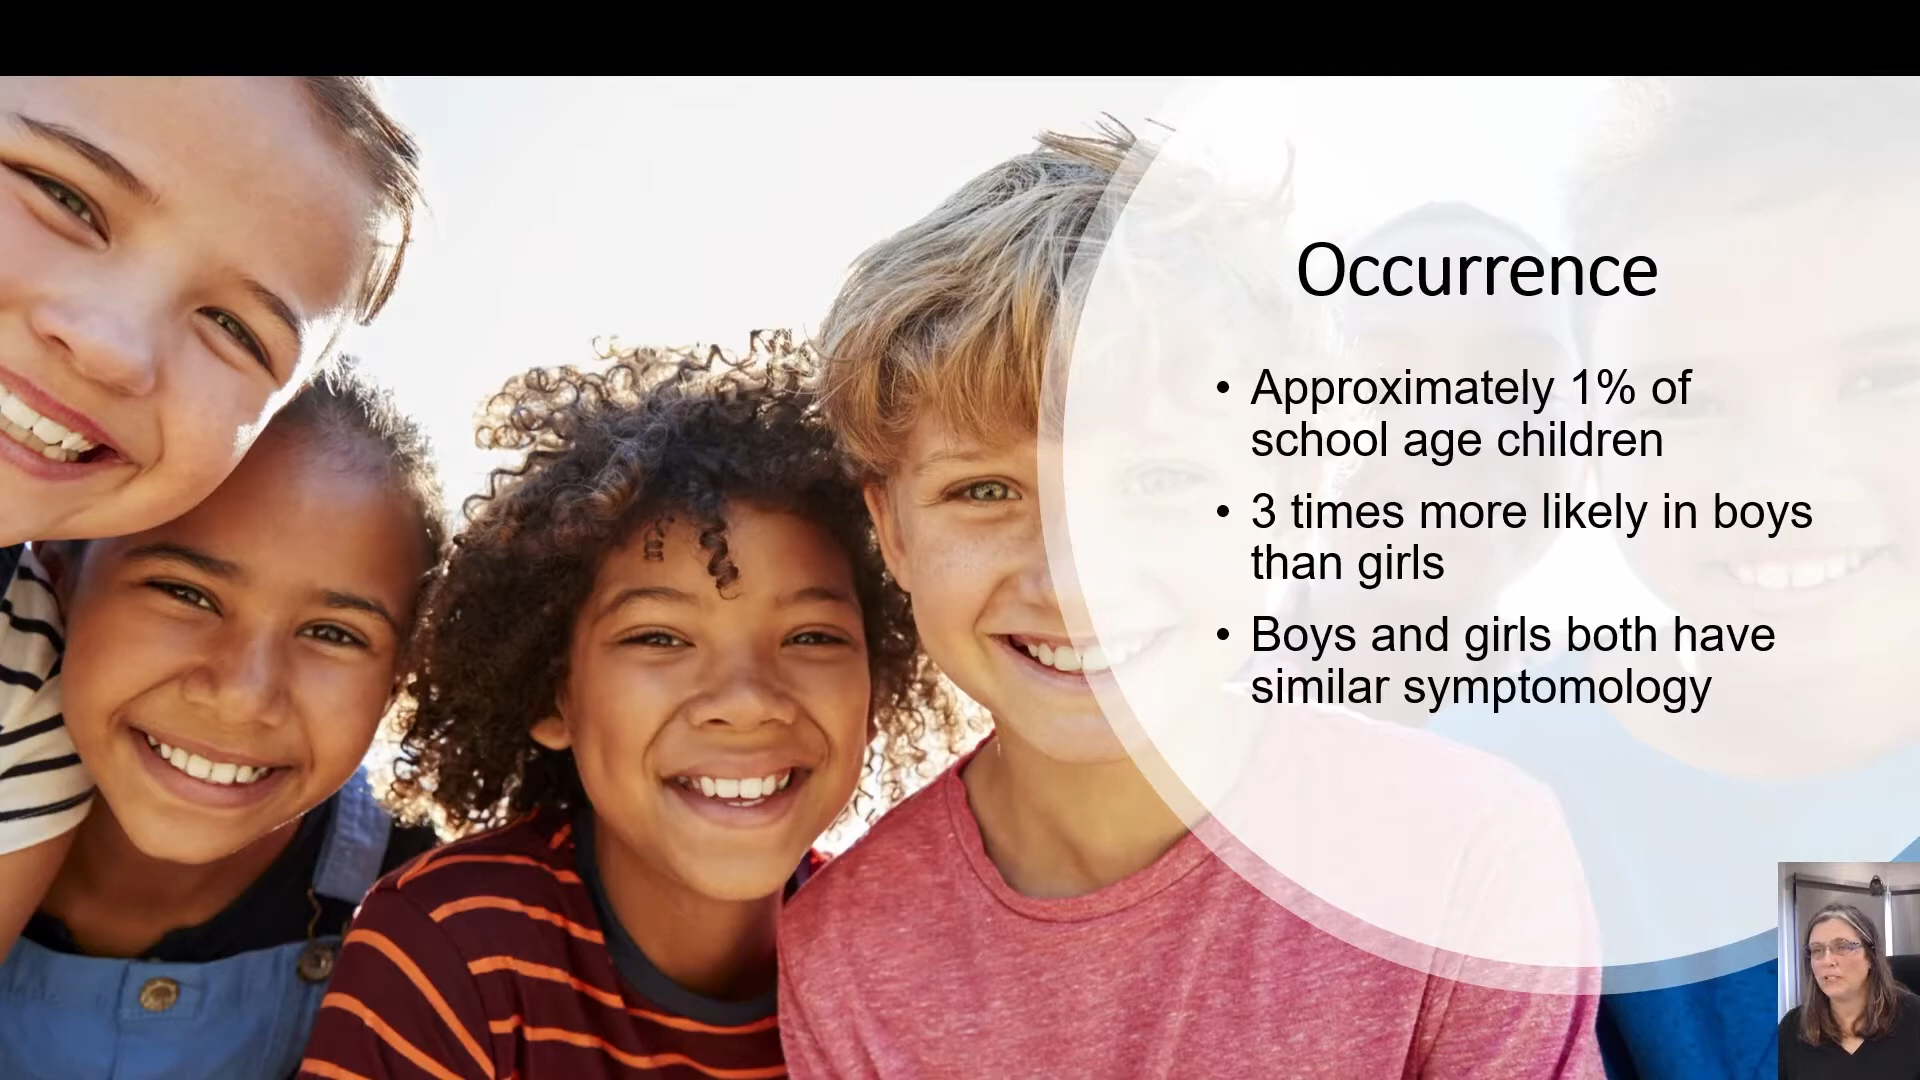 Occurrence
• Approximately 1% of
school age children
• 3 times more likely in boys
than girls
• Boys and girls both have
similar symptomology